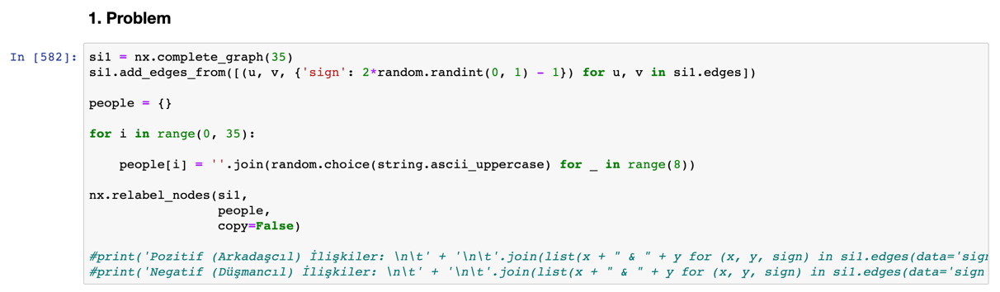 1. Problem
In [582]: si1 = nx.complete_graph(35)
si1.add_edges_from([(u, v, {'sign': 2*random.randint(0, 1) - 1}) for u, v in si1.edges])
people = {}
for i in range(0, 35):
people[i] = ''.join(random.choice(string.ascii_uppercase) for _ in range(8))
nx.relabel_nodes(si1,
people,
copy=False)
#print('Pozitif (Arkadaşcıl) İlişkiler: \n\t' + '\n\t'.join(list(x + " & " + y for (x, y, sign) in si1.edges(data='sign
#print('Negatif (Düşmancıl) İlişkiler: \n\t' + '\n\t'.join(list(x + " & " + y for (x, y, sign) in si1.edges(data='sign